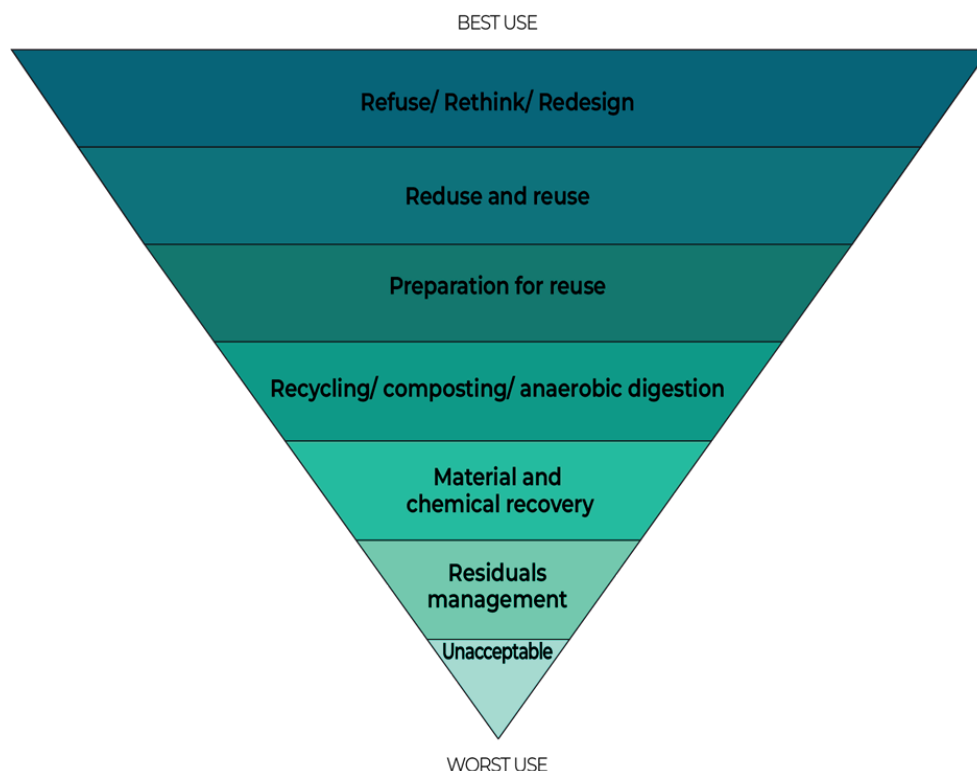 BEST USE
Refuse/ Rethink/ Redesign
Reduse and reuse
Preparation for reuse
Recycling/ composting/ anaerobic digestion
Material and
chemical recovery
Residuals
management
Unacceptable
WORST USE